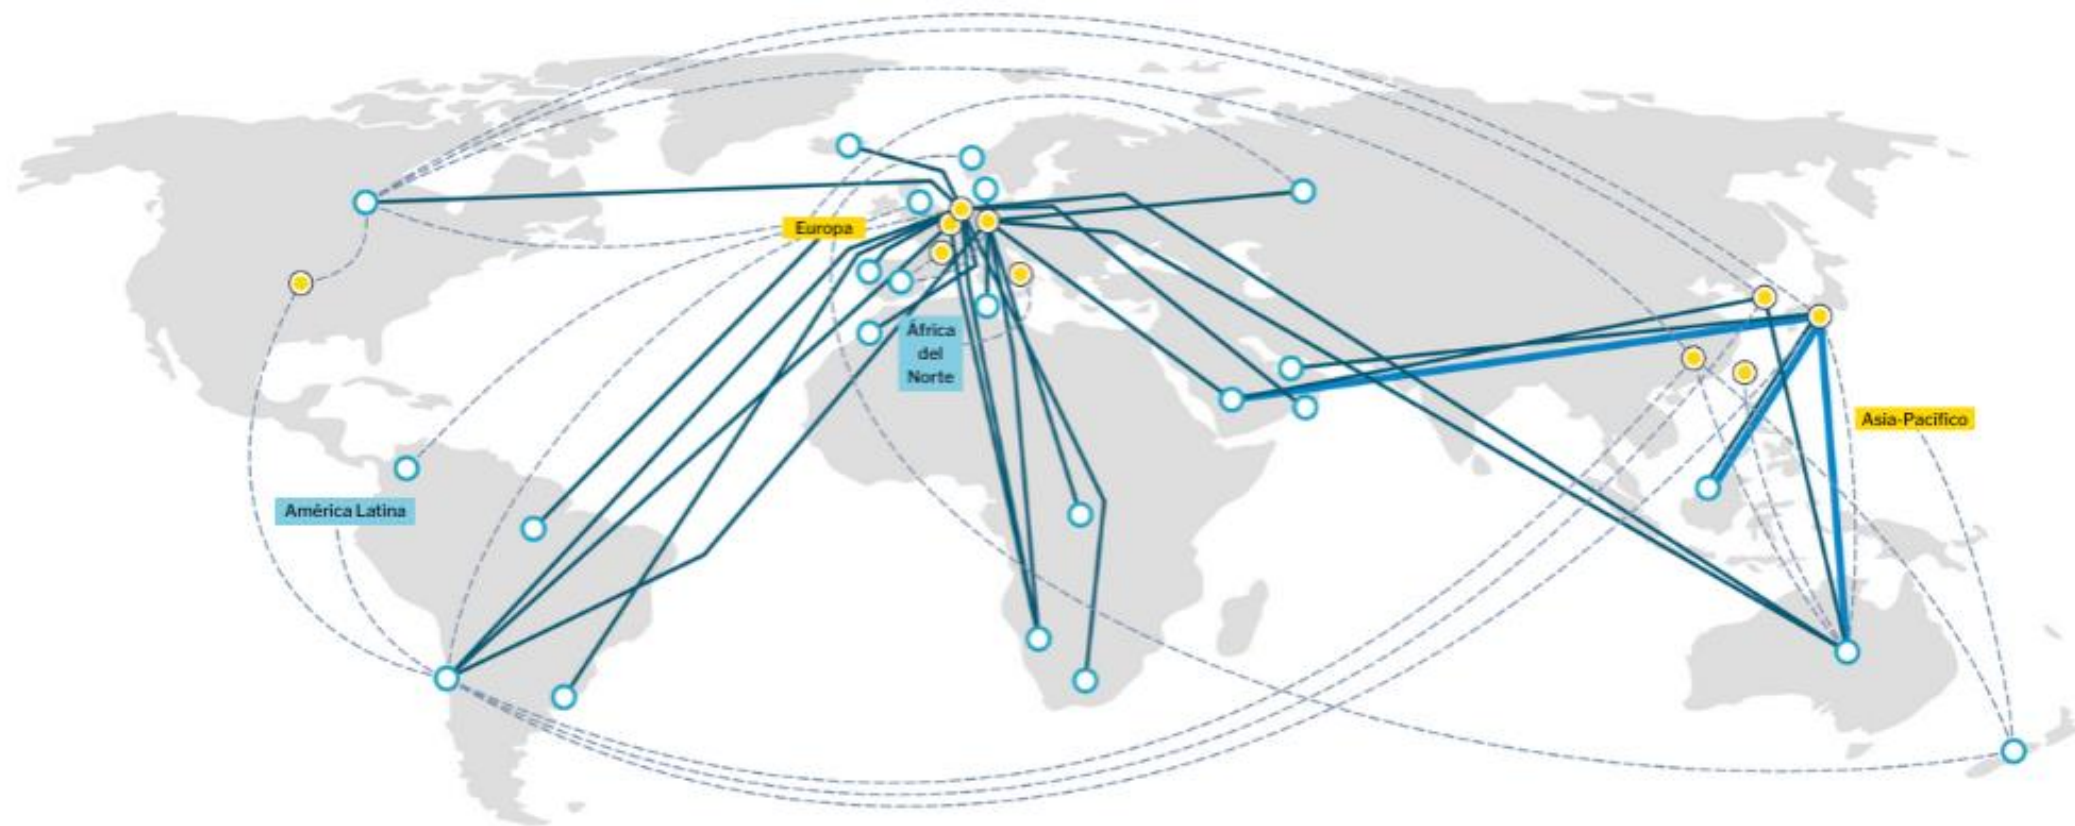 Europa
África
del
Norte
Asia-Pacífico
América Latina